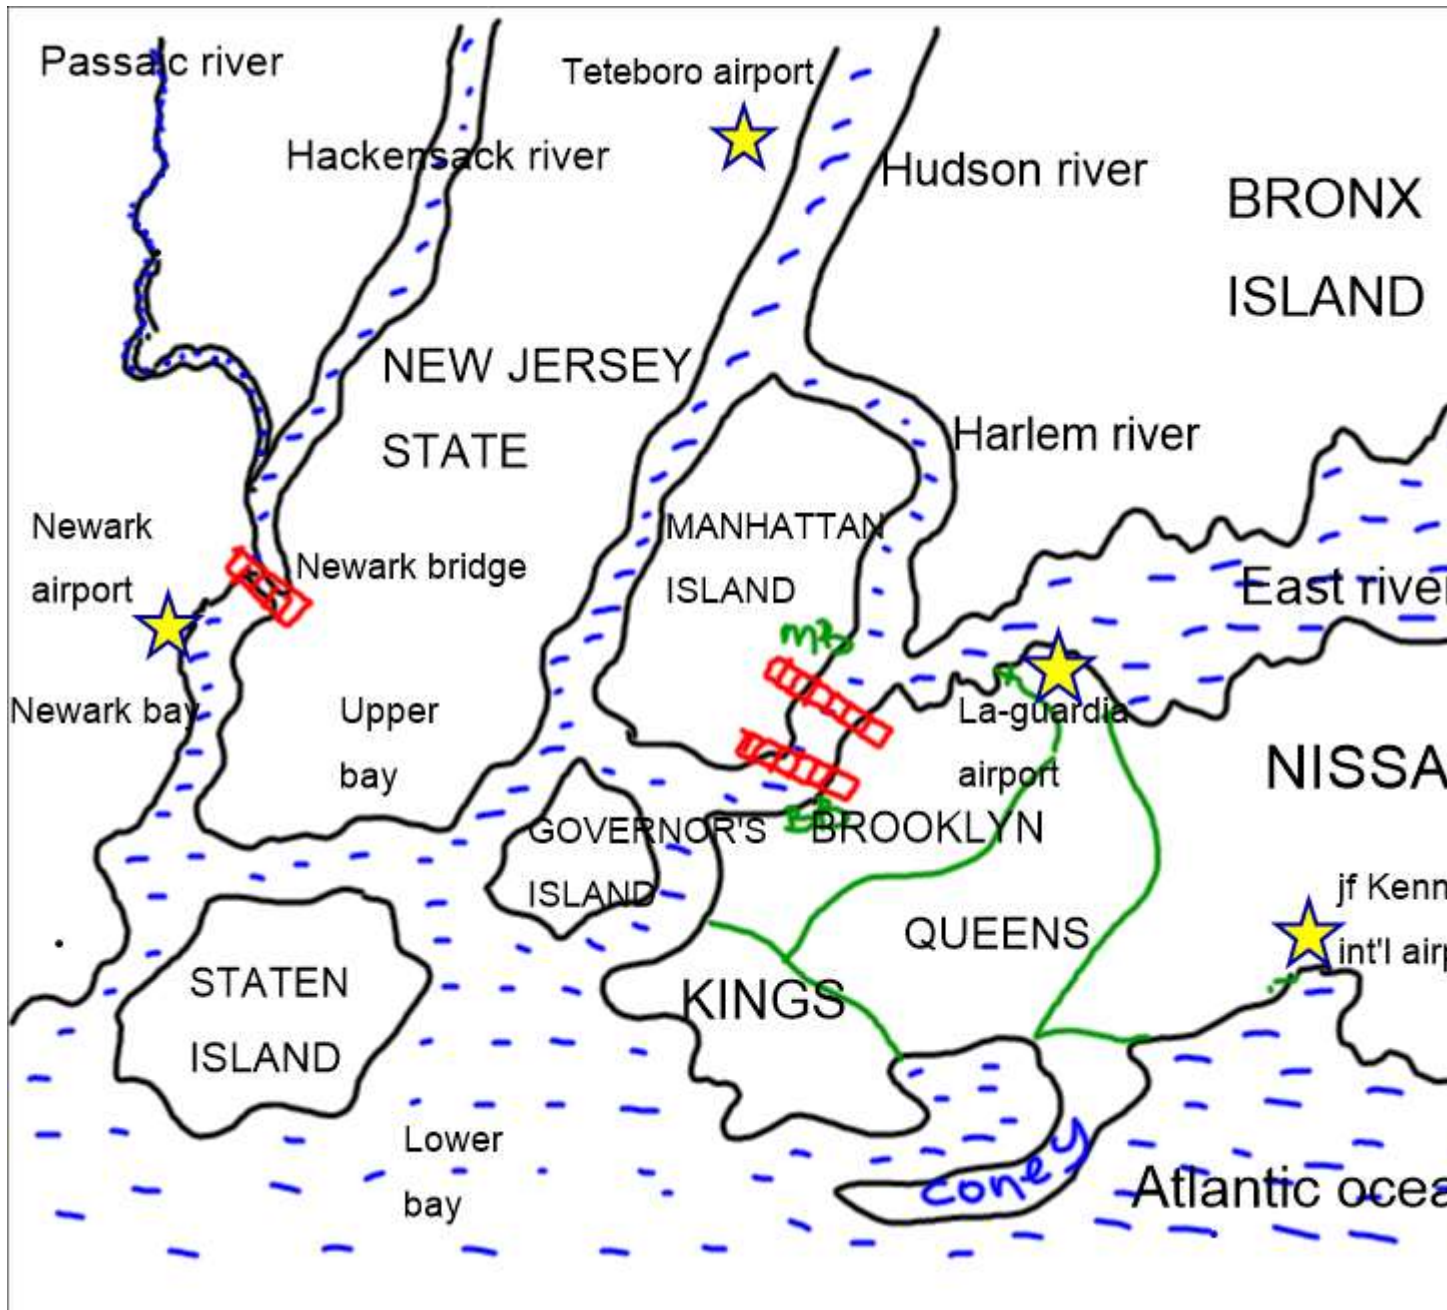 Passaic river
Teteboro airport
Hackensack river
Hudson river
BRONX
ISLAND
NEW JERSEY
STATE
Harlem river
Newark
airport
Newark bridge
MANHATTAN
ISLAND
East river
mb
Newark bay
Upper
bay
La-guardia
airport
NISSA
GOVERNOR'S
ISLAND
BROOKLYN
QUEENS
jf Kenn
int'l airp
STATEN
ISLAND
KINGS
Lower
bay
coney
Atlantic ocea